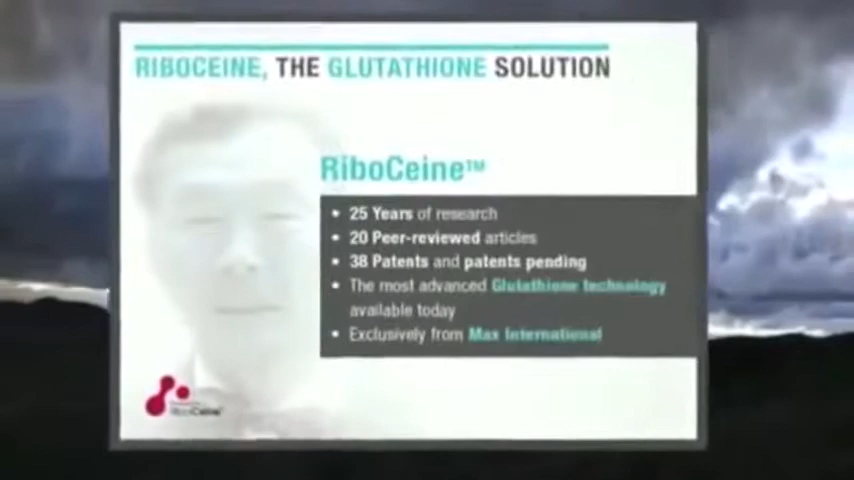 RIBOCEINE, THE GLUTATHIONE SOLUTION
RiboCeine™
• 25 Years of research
• 20 Peer-reviewed articles
• 38 Patents and patents pending
• The most advanced Glutathione technology
available today
• Exclusively from Max International
RiboCeine